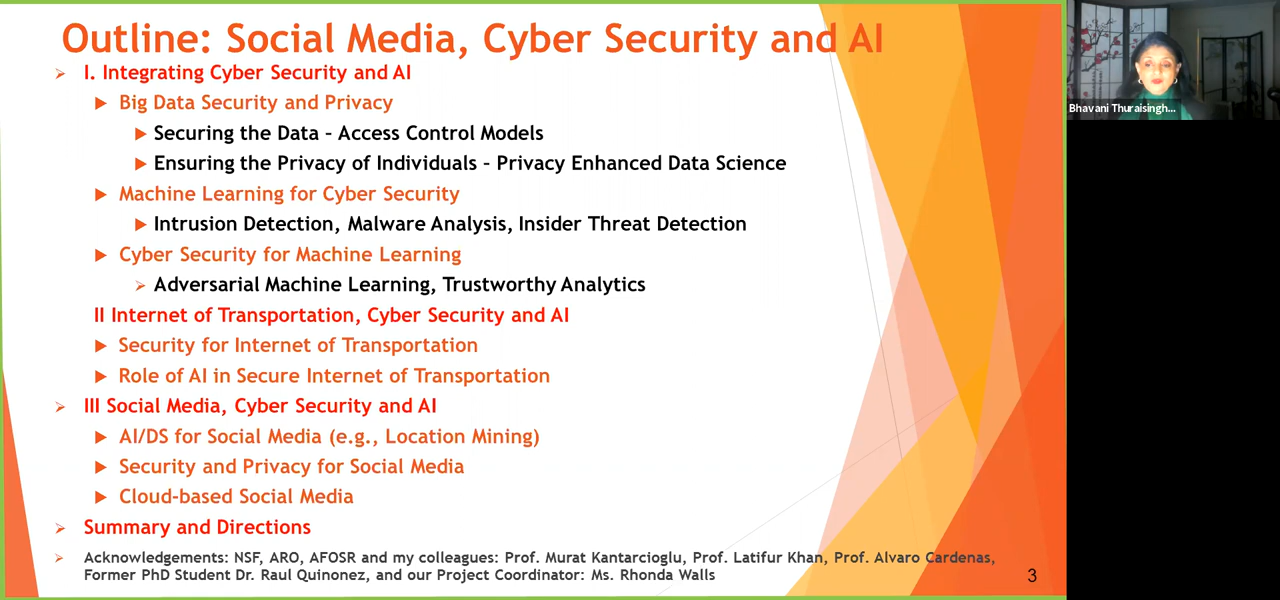 Outline: Social Media, Cyber Security and AI
I. Integrating Cyber Security and AI
Big Data Security and Privacy
Securing the Data – Access Control Models
Ensuring the Privacy of Individuals – Privacy Enhanced Data Science
Machine Learning for Cyber Security
Intrusion Detection, Malware Analysis, Insider Threat Detection
Cyber Security for Machine Learning
Adversarial Machine Learning, Trustworthy Analytics
II Internet of Transportation, Cyber Security and AI
Security for Internet of Transportation
Role of AI in Secure Internet of Transportation
III Social Media, Cyber Security and AI
AI/DS for Social Media (e.g., Location Mining)
Security and Privacy for Social Media
Cloud-based Social Media
Summary and Directions
Acknowledgements: NSF, ARO, AFOSR and my colleagues: Prof. Murat Kantarcioglu, Prof. Latifur Khan, Prof. Alvaro Cardenas,
Former PhD Student Dr. Raul Quinonez, and our Project Coordinator: Ms. Rhonda Walls
3
Bhavani Thuraisingh...